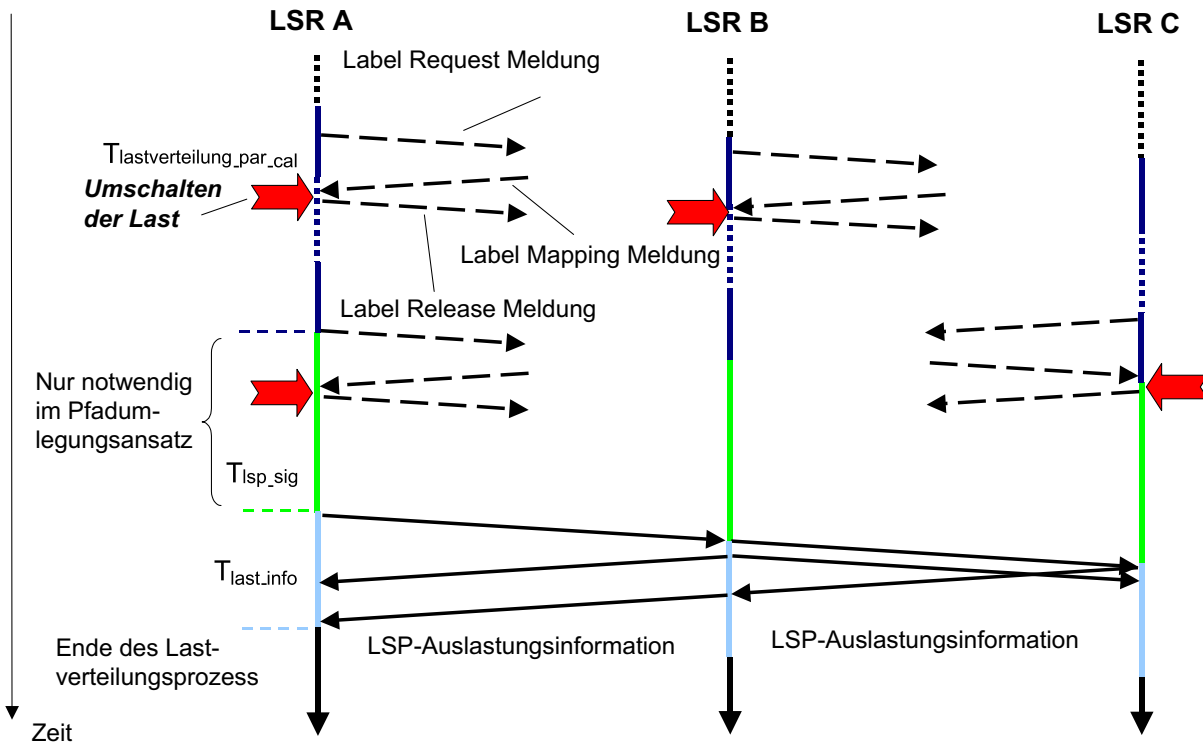 LSR A
LSR B
LSR C
Label Request Meldung
Tlastverteilung_par_cal
Umschalten
der Last
Label Mapping Meldung
Label Release Meldung
Nur notwendig
im Pfadum-
legungsansatz
Tlsp_sig
Tlast_info
Ende des Last-
verteilungsprozess
LSP-Auslastungsinformation
LSP-Auslastungsinformation
Zeit